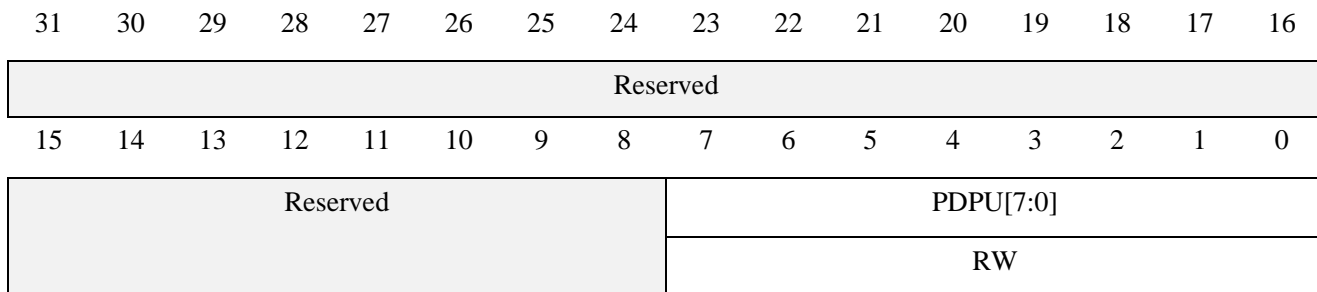 31 30 29 28 27 26 25 24 23 22 21 20 19 18 17 16
Reserved
15 14 13 12 11 10 9 8 7 6 5 4 3 2 1 0
Reserved PDPU[7:0]
RW